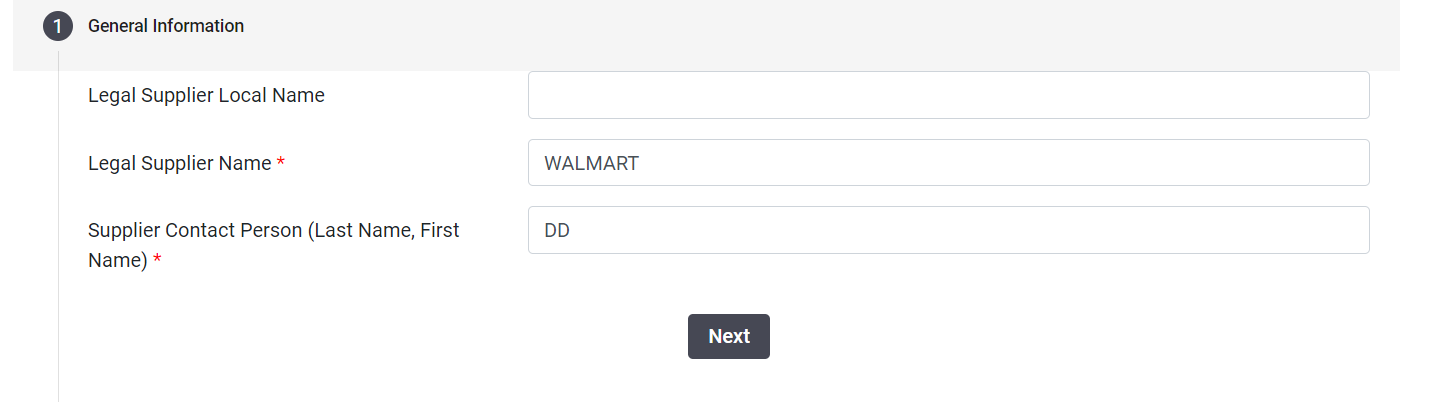 1 General Information
Legal Supplier Local Name
Legal Supplier Name * WALMART
Supplier Contact Person (Last Name, First DD
Name) *
Next